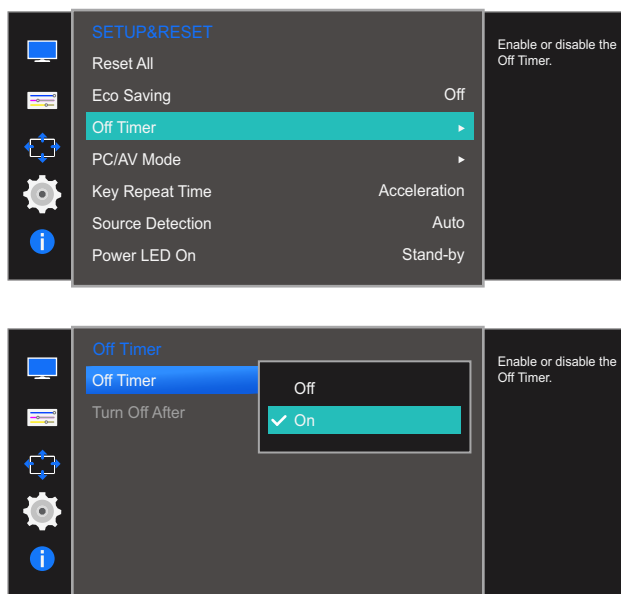 SETUP&RESET
Reset All
Eco Saving Off
Off Timer
PC/AV Mode
Key Repeat Time Acceleration
Source Detection Auto
Power LED On Stand-by
Enable or disable the
Off Timer.
Off Timer
Off Timer
Turn Off After
Off
On
Enable or disable the
Off Timer.